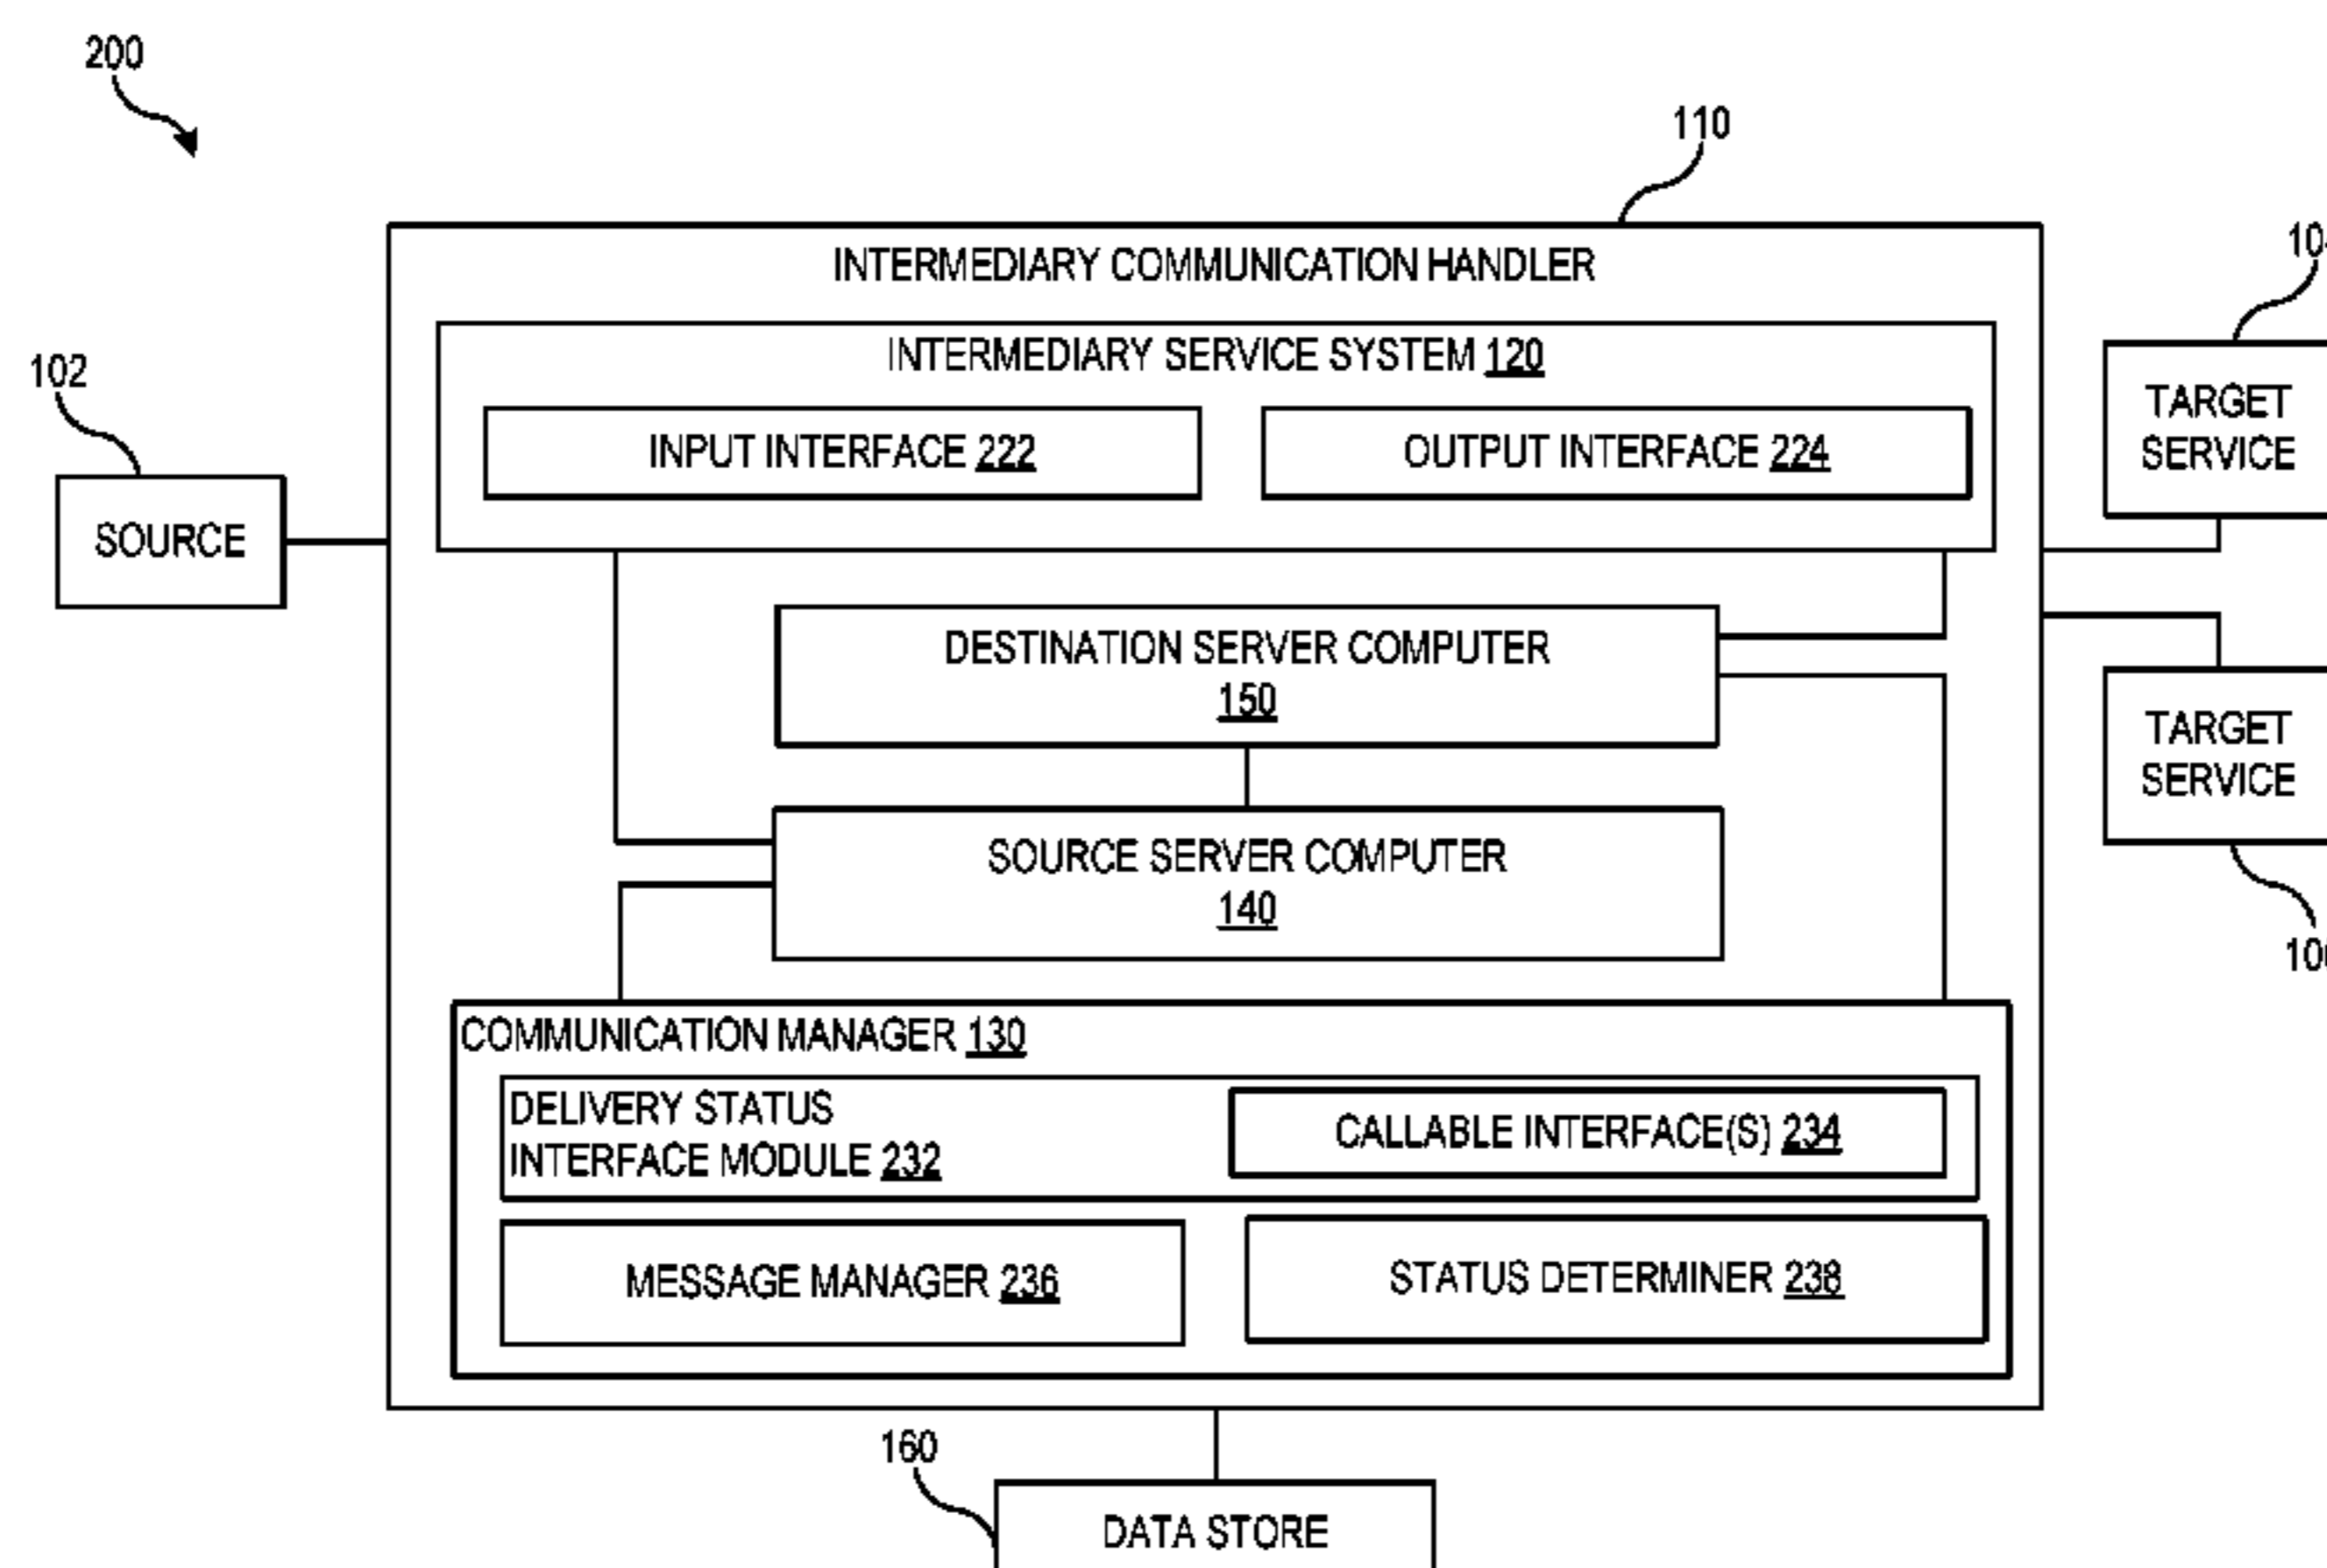 200
110
INTERMEDIARY COMMUNICATION HANDLER
INTERMEDIARY SERVICE SYSTEM 120
INPUT INTERFACE 222
OUTPUT INTERFACE 224
102
SOURCE
TARGET
SERVICE
DESTINATION SERVER COMPUTER
150
SOURCE SERVER COMPUTER
140
TARGET
SERVICE
COMMUNICATION MANAGER 130
DELIVERY STATUS
INTERFACE MODULE 232
CALLABLE INTERFACE(S) 234
MESSAGE MANAGER 236
STATUS DETERMINER 238
160
DATA STORE